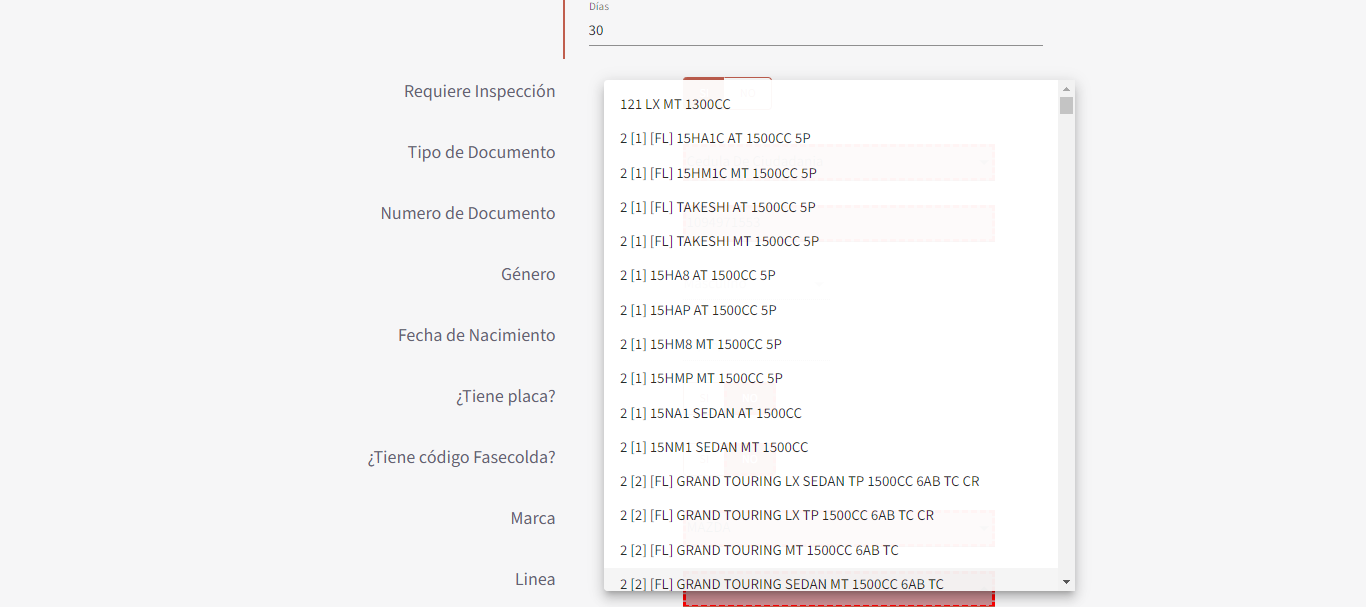 Días
30
Requiere Inspección
Tipo de Documento
Numero de Documento
Género
Fecha de Nacimiento
¿Tiene placa?
¿Tiene código Fasecolda?
Marca
Linea
121 LX MT 1300CC
2 [1] [FL] 15HA1C AT 1500CC 5P
2 [1] [FL] 15HM1C MT 1500CC 5P
2 [1] [FL] TAKESHI AT 1500CC 5P
2 [1] [FL] TAKESHI MT 1500CC 5P
2 [1] 15HA8 AT 1500CC 5P
2 [1] 15HAP AT 1500CC 5P
2 [1] 15HM8 MT 1500CC 5P
2 [1] 15HMP MT 1500CC 5P
2 [1] 15NA1 SEDAN AT 1500CC
2 [1] 15NM1 SEDAN MT 1500CC
2 [2] [FL] GRAND TOURING LX SEDAN TP 1500CC 6AB TC CR
2 [2] [FL] GRAND TOURING LX TP 1500CC 6AB TC CR
2 [2] [FL] GRAND TOURING MT 1500CC 6AB TC
2 [2] [FL] GRAND TOURING SEDAN MT 1500CC 6AB TC